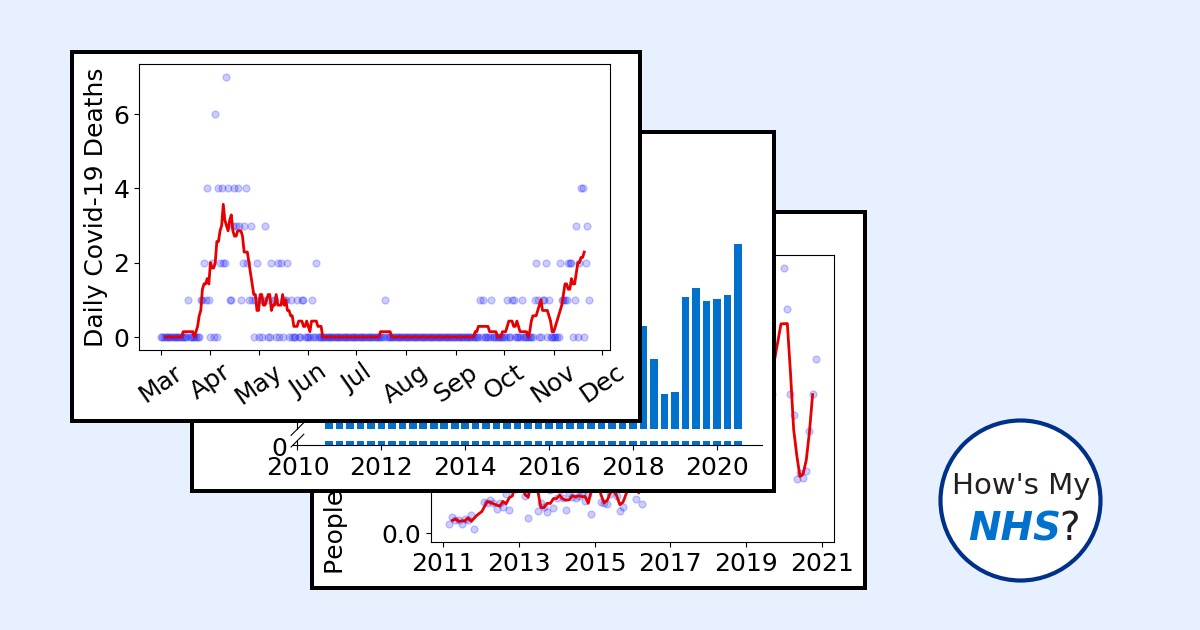 Daily Covid-19 Deaths
6
4
2
0
Mar Apr May Jun Jul Aug Sep Oct Nov Dec
0
2010 2012 2014 2016 2018 2020
People
0.0
2011 2013 2015 2017 2019 2021
How's My
NHS?